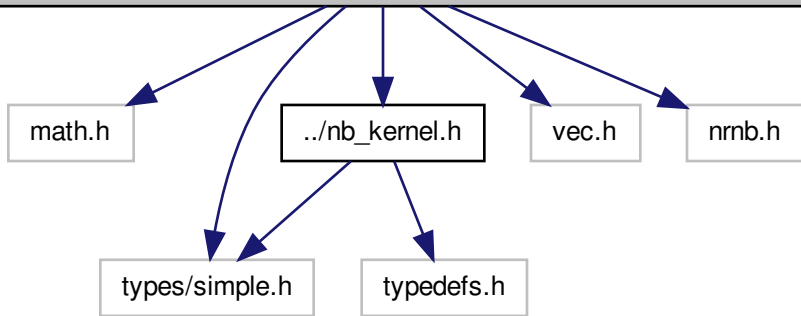 math.h
../nb_kernel.h
vec.h
nrnb.h
types/simple.h
typedefs.h